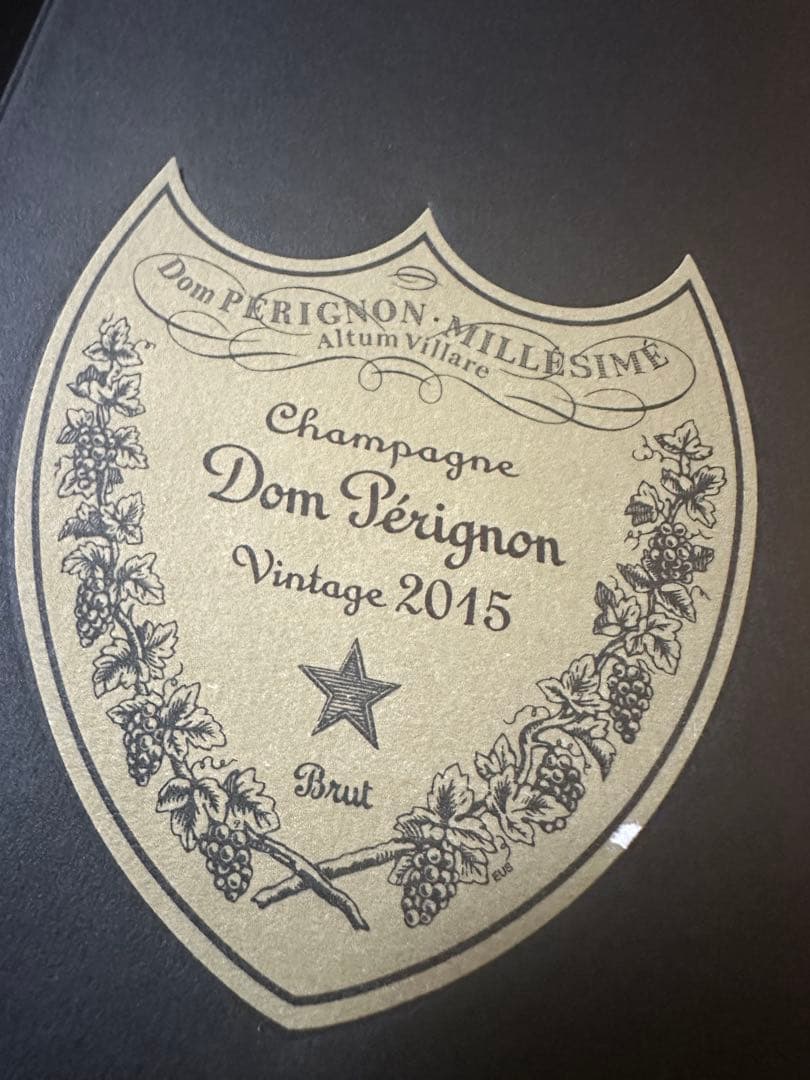 Dom PÉRIGNON · MILLÉSIMÉ
Altum Villare
Champagne
Dom Pérignon
Vintage 2015
Brut